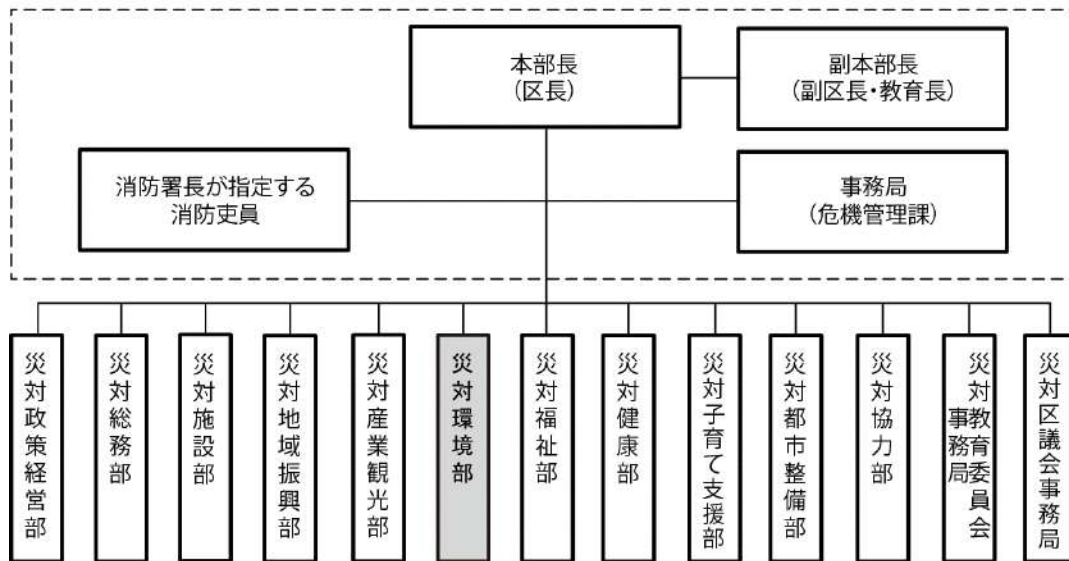 本部長
（区長）
副本部長
（副区長・教育長）
消防署長が指定する
消防吏員
事務局
（危機管理課）
災対政策経営部
災対総務部
災対施設部
災対地域振興部
災対産業観光部
災対環境部
災対福祉部
災対健康部
災対子育て支援部
災対都市整備部
災対協力部
災対教育委員会
事務局
災対区議会事務局